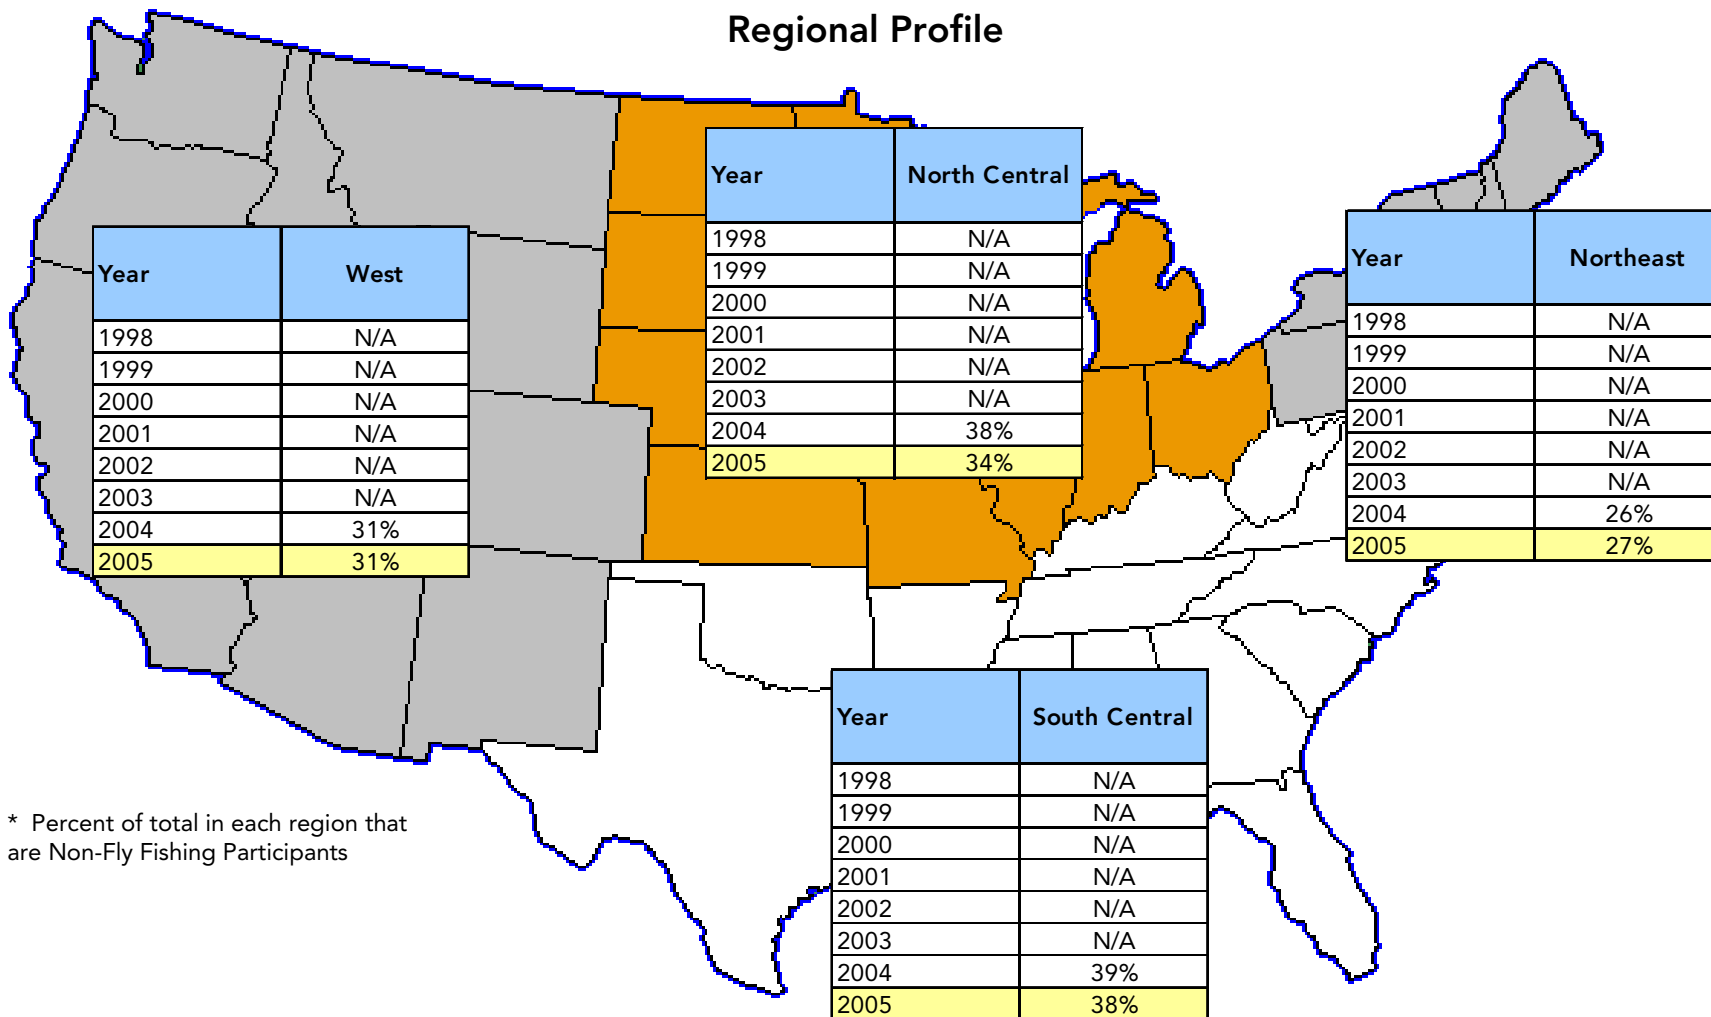 Regional Profile
Year North Central
1998 N/A
1999 N/A
2000 N/A
2001 N/A
2002 N/A
2003 N/A
2004 38%
2005 34%
Year West
1998 N/A
1999 N/A
2000 N/A
2001 N/A
2002 N/A
2003 N/A
2004 31%
2005 31%
Year Northeast
1998 N/A
1999 N/A
2000 N/A
2001 N/A
2002 N/A
2003 N/A
2004 26%
2005 27%
Year South Central
1998 N/A
1999 N/A
2000 N/A
2001 N/A
2002 N/A
2003 N/A
2004 39%
2005 38%
* Percent of total in each region that
are Non-Fly Fishing Participants